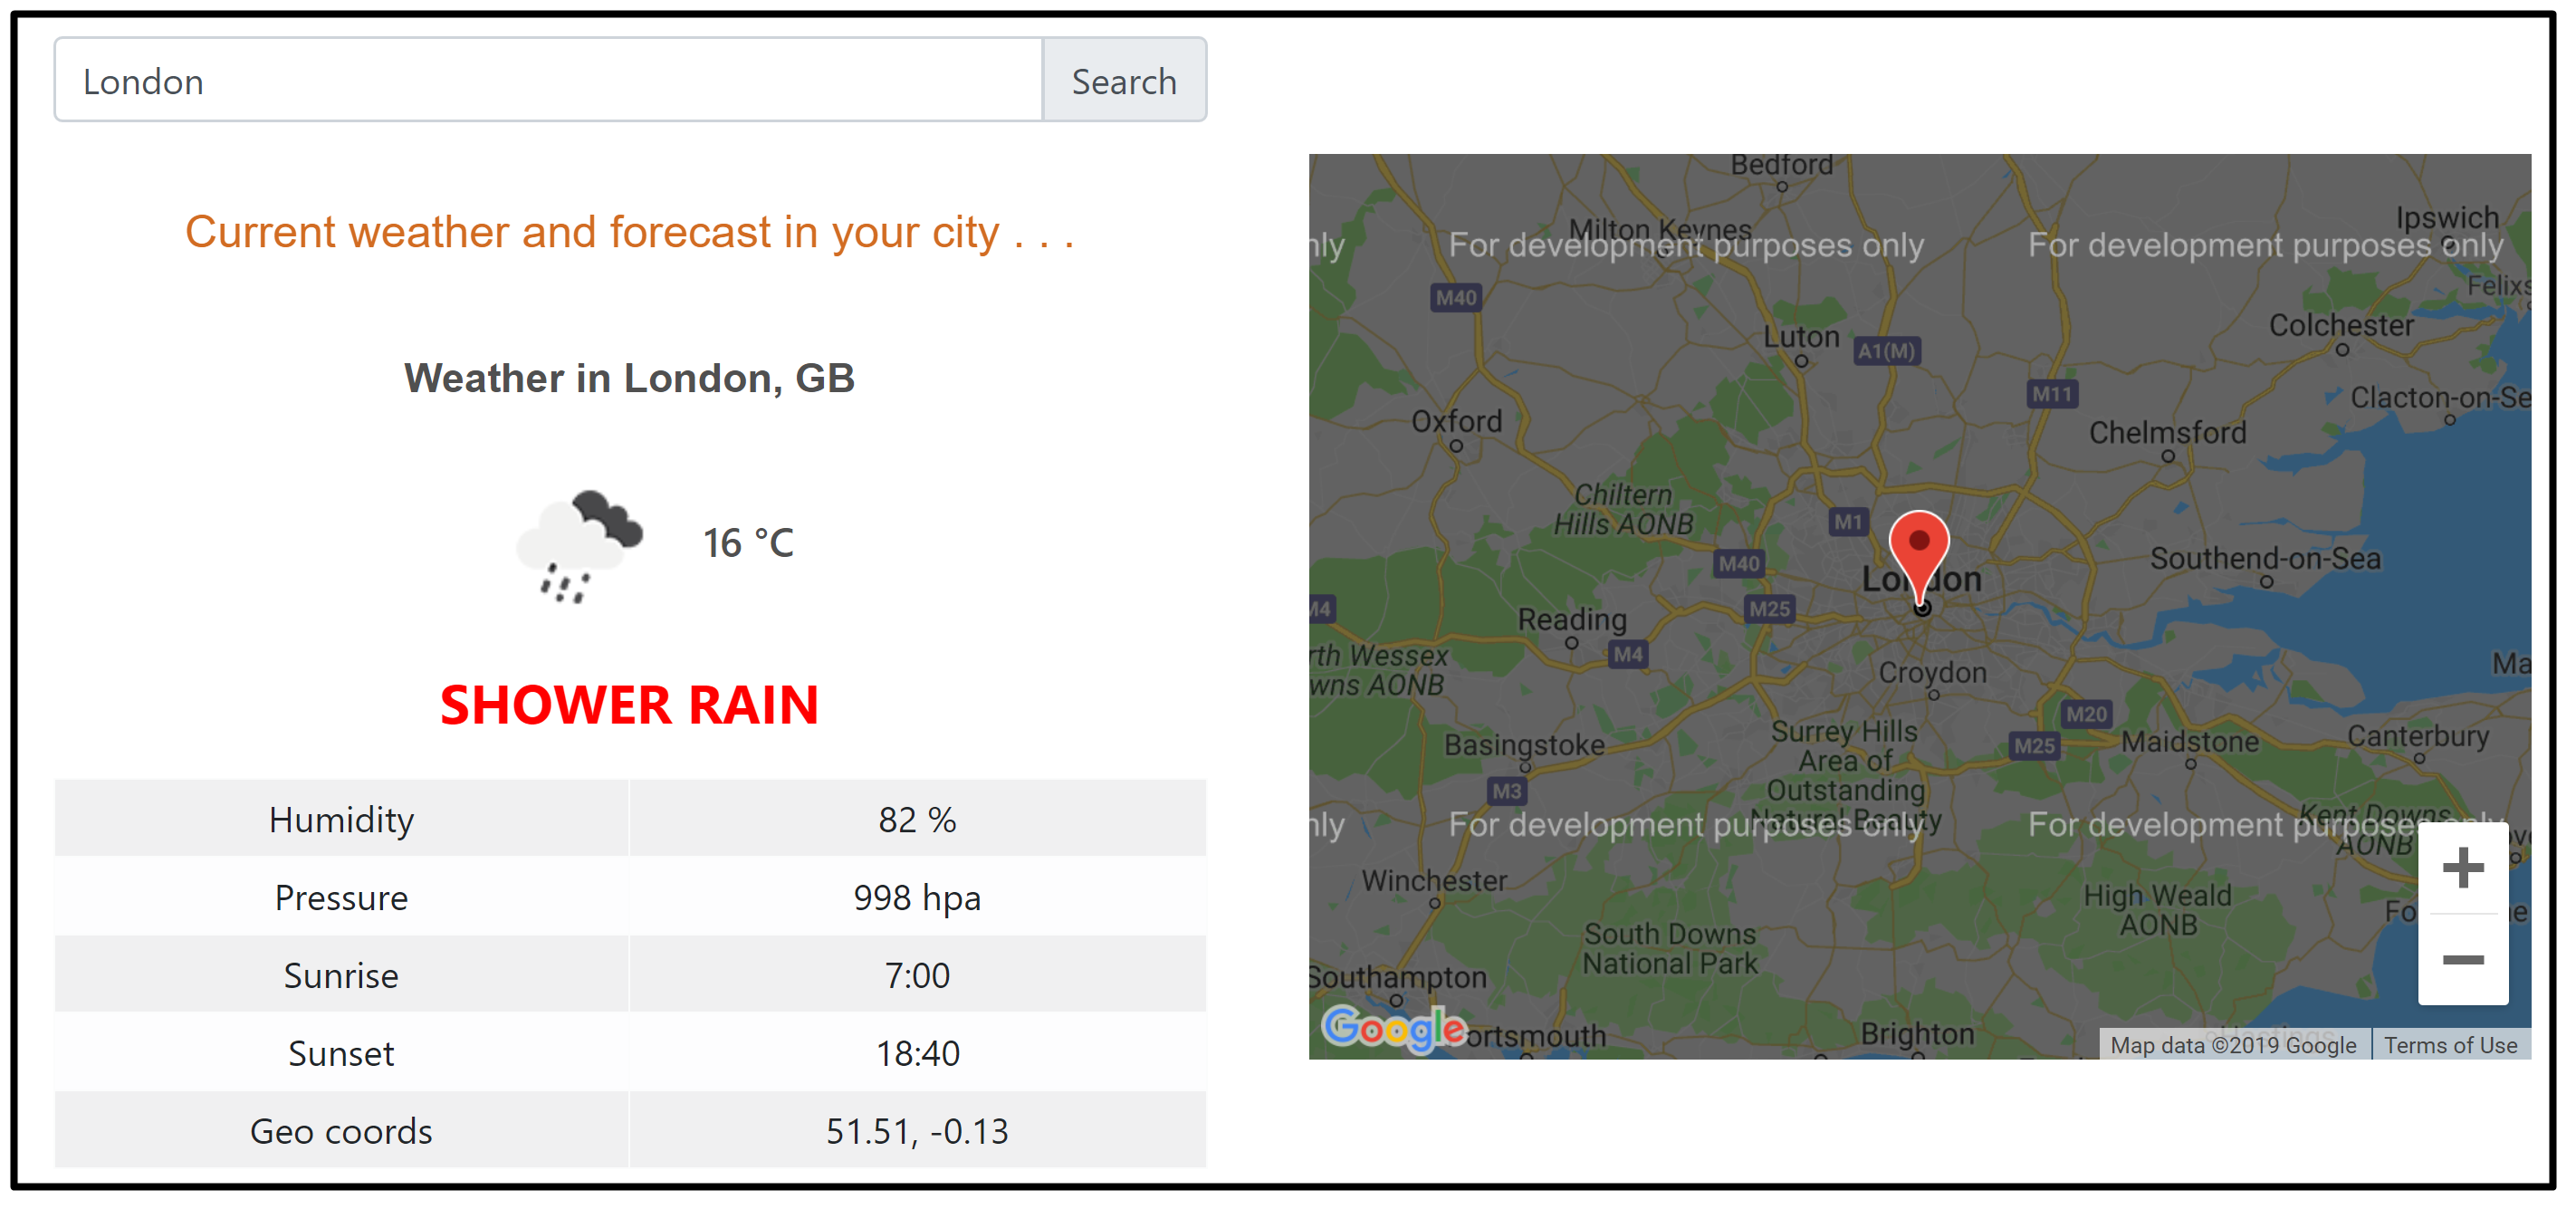 London
Search
Current weather and forecast in your city . . .
Weather in London, GB
16 °C
SHOWER RAIN
Humidity 82 %
Pressure 998 hpa
Sunrise 7:00
Sunset 18:40
Geo coords 51.51, -0.13
Bedford
Milton Keynes
Ipswich
nly
For development purposes only
For development purposes only
Felixs
M40
Colchester
Luton
A1(M)
M11
Clacton-on-Se
Oxford
Chelmsford
Chiltern
Hills AONB
M1
M40
Southend-on-Sea
London
M4
M25
Reading
M4
rth Wessex
wns AONB
Croydon
Ma
M20
Surrey Hills
Area of
Outstanding
Natural Beauty
M25
Basingstoke
Maidstone
Canterbury
M3
nly
For development purposes only
For development purposes only
Kent Downs
AONB
Winchester
High Weald
AONB
South Downs
National Park
Southampton
Google
ortsmouth
Brighton
+
−
Map data ©2019 Google
Terms of Use